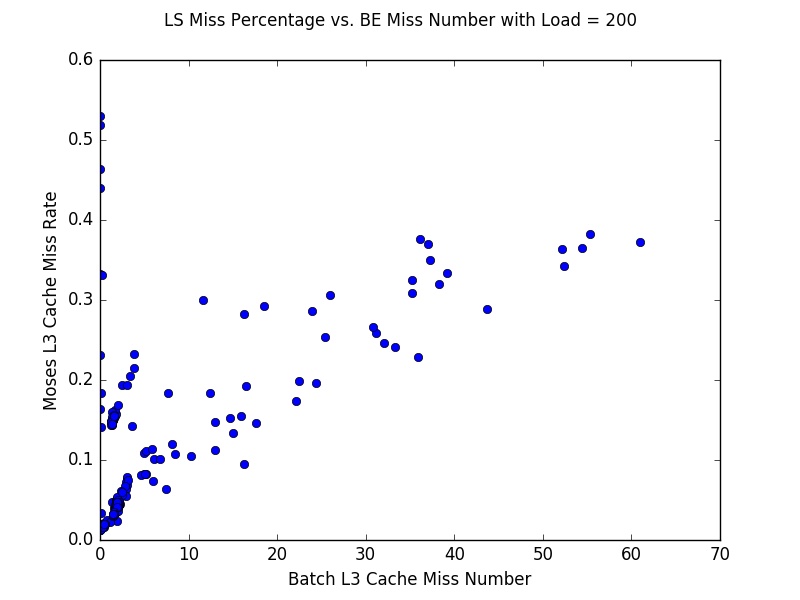 LS Miss Percentage vs. BE Miss Number with Load = 200
0.6
0.5
0.4
0.3
0.2
0.1
0.0
Moses L3 Cache Miss Rate
0 10 20 30 40 50 60 70
Batch L3 Cache Miss Number